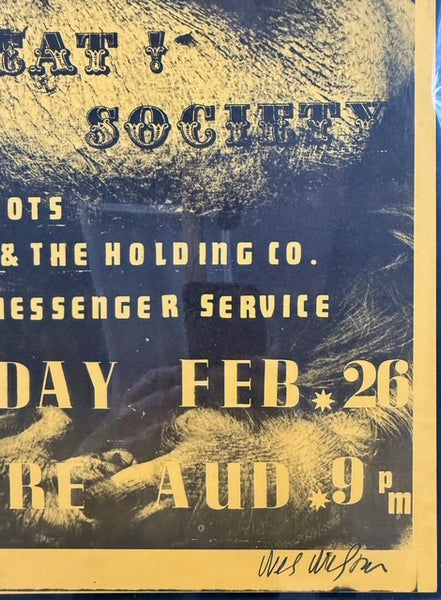 EAT !
SOCIETY
OTS
& THE HOLDING CO.
MESSENGER SERVICE
DAY FEB. 26
RE AUD. 9 pm
Wes Wilson